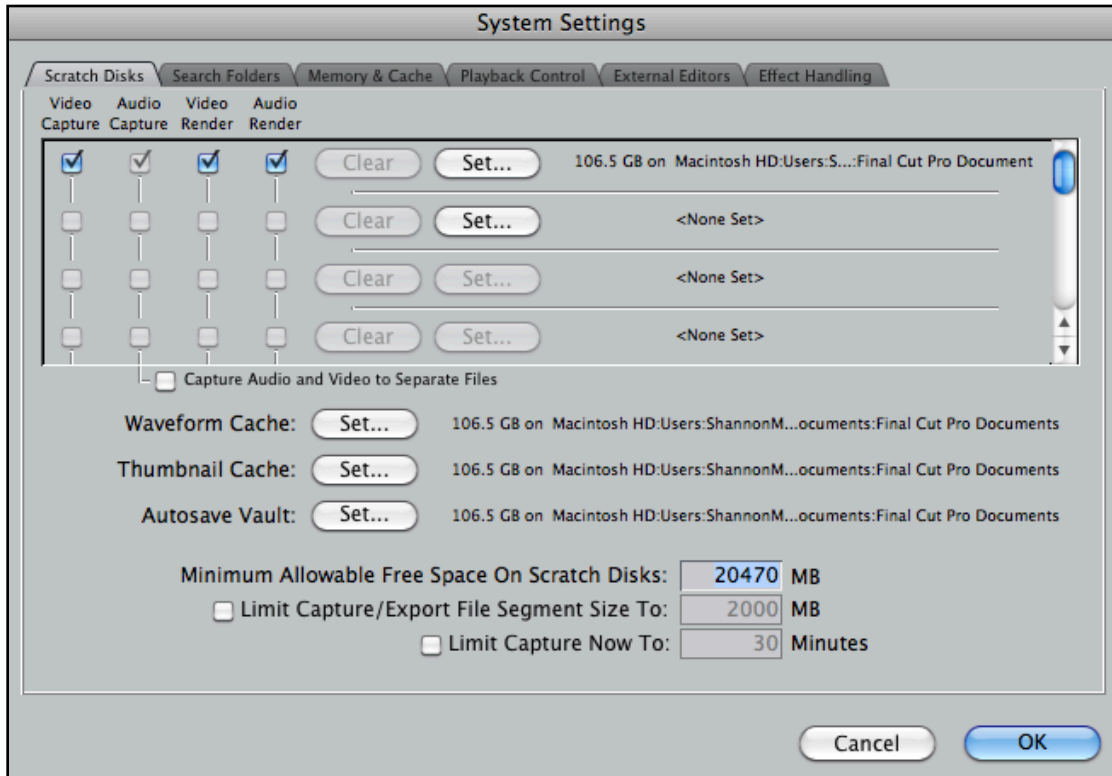 System Settings
Scratch Disks Search Folders Memory & Cache Playback Control External Editors Effect Handling
Video Audio Video Audio
Capture Capture Render Render
Clear Set... 106.5 GB on Macintosh HD:Users:S...:Final Cut Pro Document
Clear Set... <None Set>
Clear Set... <None Set>
Clear Set... <None Set>
Capture Audio and Video to Separate Files
Waveform Cache: Set... 106.5 GB on Macintosh HD:Users:ShannonM...ocuments:Final Cut Pro Documents
Thumbnail Cache: Set... 106.5 GB on Macintosh HD:Users:ShannonM...ocuments:Final Cut Pro Documents
Autosave Vault: Set... 106.5 GB on Macintosh HD:Users:ShannonM...ocuments:Final Cut Pro Documents
Minimum Allowable Free Space On Scratch Disks: 20470 MB
Limit Capture/Export File Segment Size To: 2000 MB
Limit Capture Now To: 30 Minutes
Cancel OK